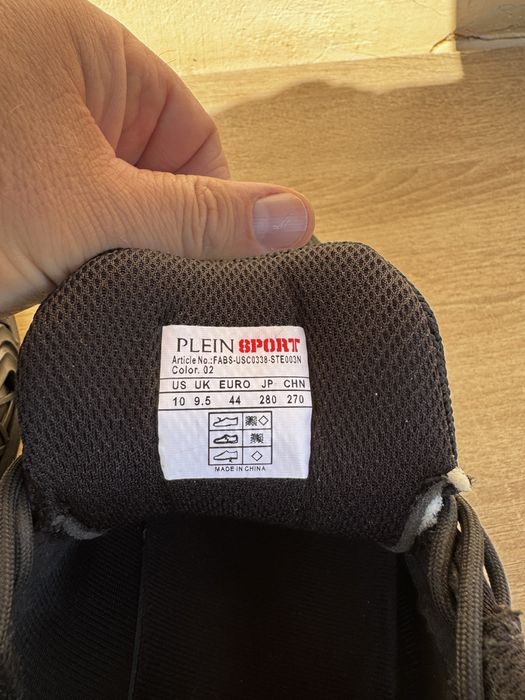 PLEIN SPORT
Article No.:FABS-USC0338-STE003N
Color. 02
US UK EURO JP CHN
10 9.5 44 280 270
MADE IN CHINA